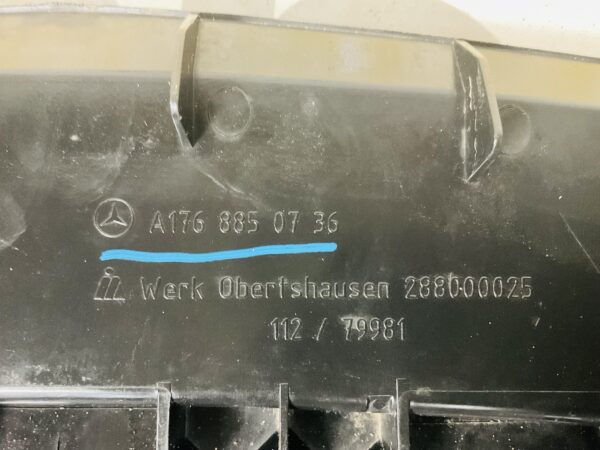 A176 885 07 36
Werk Obertshausen 288000025
112 / 79981